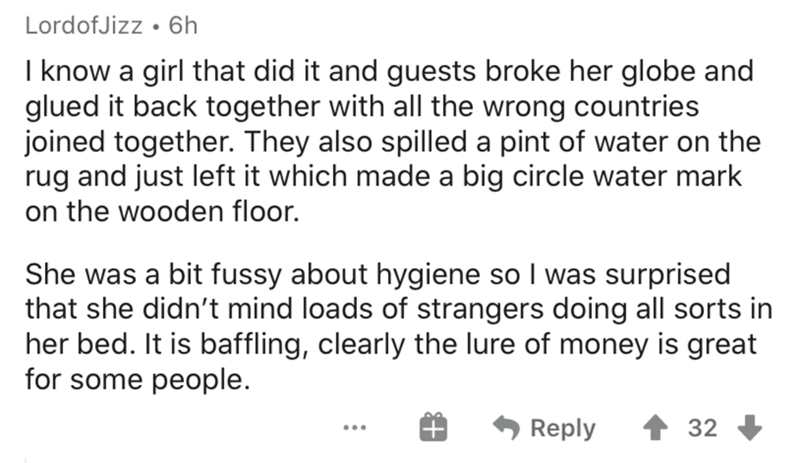 LordofJizz • 6h
I know a girl that did it and guests broke her globe and
glued it back together with all the wrong countries
joined together. They also spilled a pint of water on the
rug and just left it which made a big circle water mark
on the wooden floor.
She was a bit fussy about hygiene so I was surprised
that she didn’t mind loads of strangers doing all sorts in
her bed. It is baffling, clearly the lure of money is great
for some people.
... Reply 32